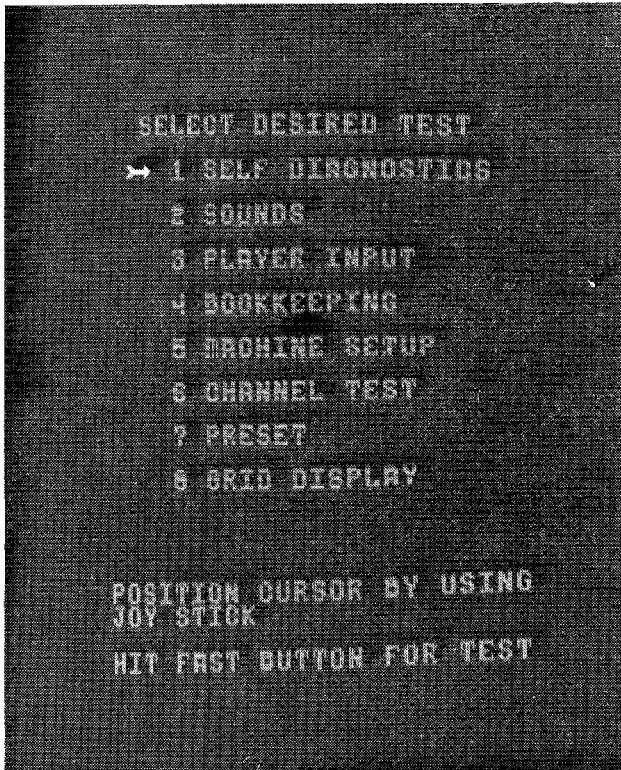 SELECT DESIRED TEST
1 SELF DIAGNOSTICS
2 SOUNDS
3 PLAYER INPUT
4 BOOKKEEPING
5 MACHINE SETUP
6 CHANNEL TEST
7 PRESET
8 GRID DISPLAY
POSITION CURSOR BY USING
JOY STICK
HIT FAST BUTTON FOR TEST